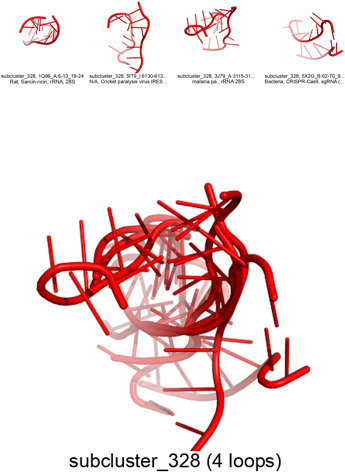 subcluster_328, 1Q96_A:6-13_18-24
Rat, Sarcin-ricin, rRNA, 28S
subcluster_328, 5IT9_i:6130-613...
N/A, Cricket paralysis virus IRES...
subcluster_328, 3J79_A:3115-31...
malaria pa., rRNA 28S
subcluster_328, 5X2G_B:62-70_8...
Bacteria, CRISPR-Cas9, sgRNA (...
subcluster_328 (4 loops)